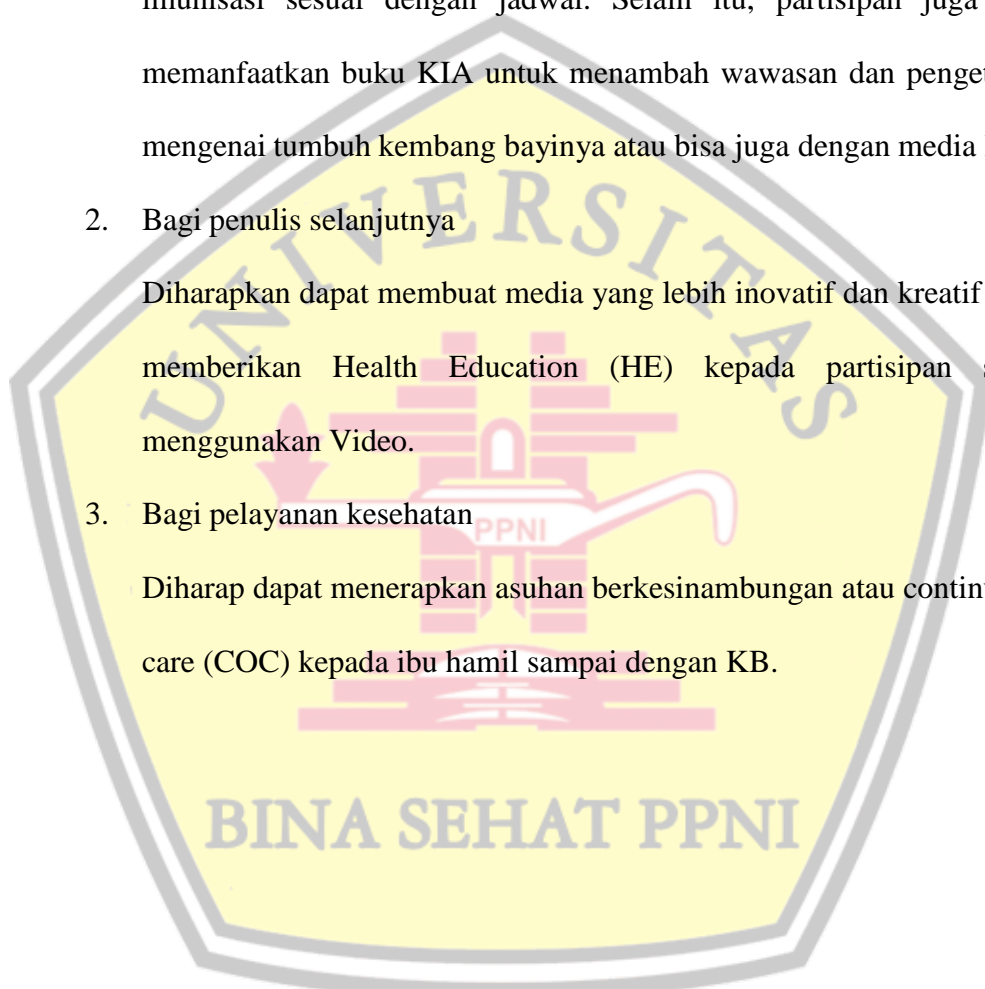 imunisasi sesuai dengan jadwal. Selain itu, partisipan juga
memanfaatkan buku KIA untuk menambah wawasan dan
mengenai tumbuh kembang bayinya atau bisa juga dengan media
2. Bagi penulis selanjutnya
Diharapkan dapat membuat media yang lebih inovatif dan kreatif
memberikan Health Education (HE) kepada partisipan
menggunakan Video.
3. Bagi pelayanan kesehatan
Diharap dapat menerapkan asuhan berkesinambungan atau
care (COC) kepada ibu hamil sampai dengan KB.
UNIVERSITAS
PPNI
BINA SEHAT PPNI